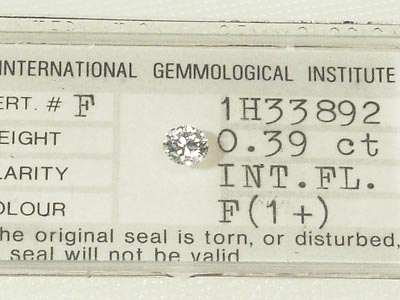 INTERNATIONAL GEMMOLOGICAL INSTITUTE
ERT. # F 1H33892
EIGHT 0.39 ct
ARITY INT.FL.
OLOUR F(1+)
he original seal is torn, or disturbed,
seal will not be valid